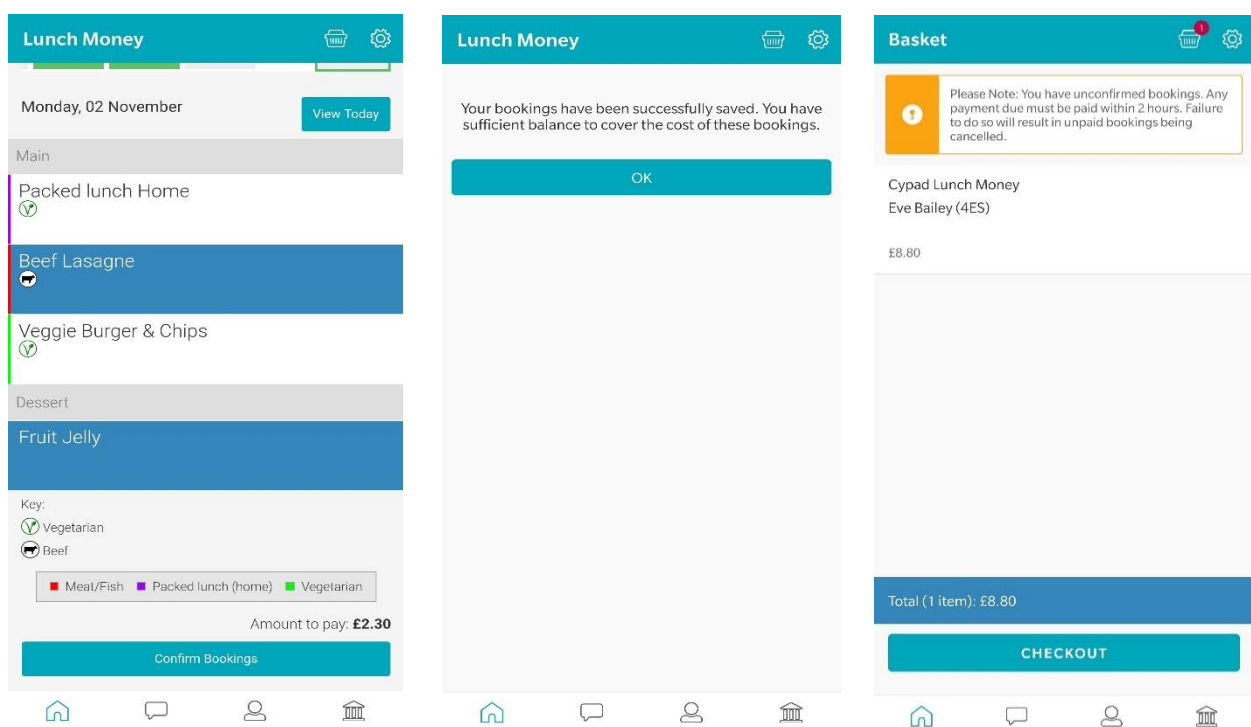 Lunch Money
Monday, 02 November
View Today
Main
Packed lunch Home
Beef Lasagne
Veggie Burger & Chips
Dessert
Fruit Jelly
Key:
Vegetarian
Beef
Meat/Fish Packed lunch (home) Vegetarian
Amount to pay: £2.30
Confirm Bookings
Lunch Money
Your bookings have been successfully saved. You have
sufficient balance to cover the cost of these bookings.
OK
Basket
1
Please Note: You have unconfirmed bookings. Any
payment due must be paid within 2 hours. Failure
to do so will result in unpaid bookings being
cancelled.
Cypad Lunch Money
Eve Bailey (4ES)
£8.80
Total (1 item): £8.80
CHECKOUT